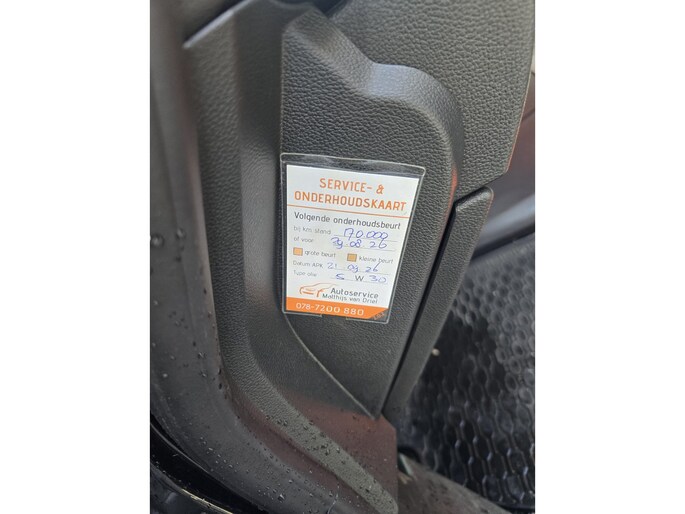 SERVICE- &
ONDERHOUDSKAART
Volgende onderhoudsbeurt
bij km. stand: 170.000
of voor: 29.08.26
grote beurt kleine beurt
Datum APK: 21 09 26
Type olie: 5 W 30
Autoservice
Matthijs van Driel
078-7200 880